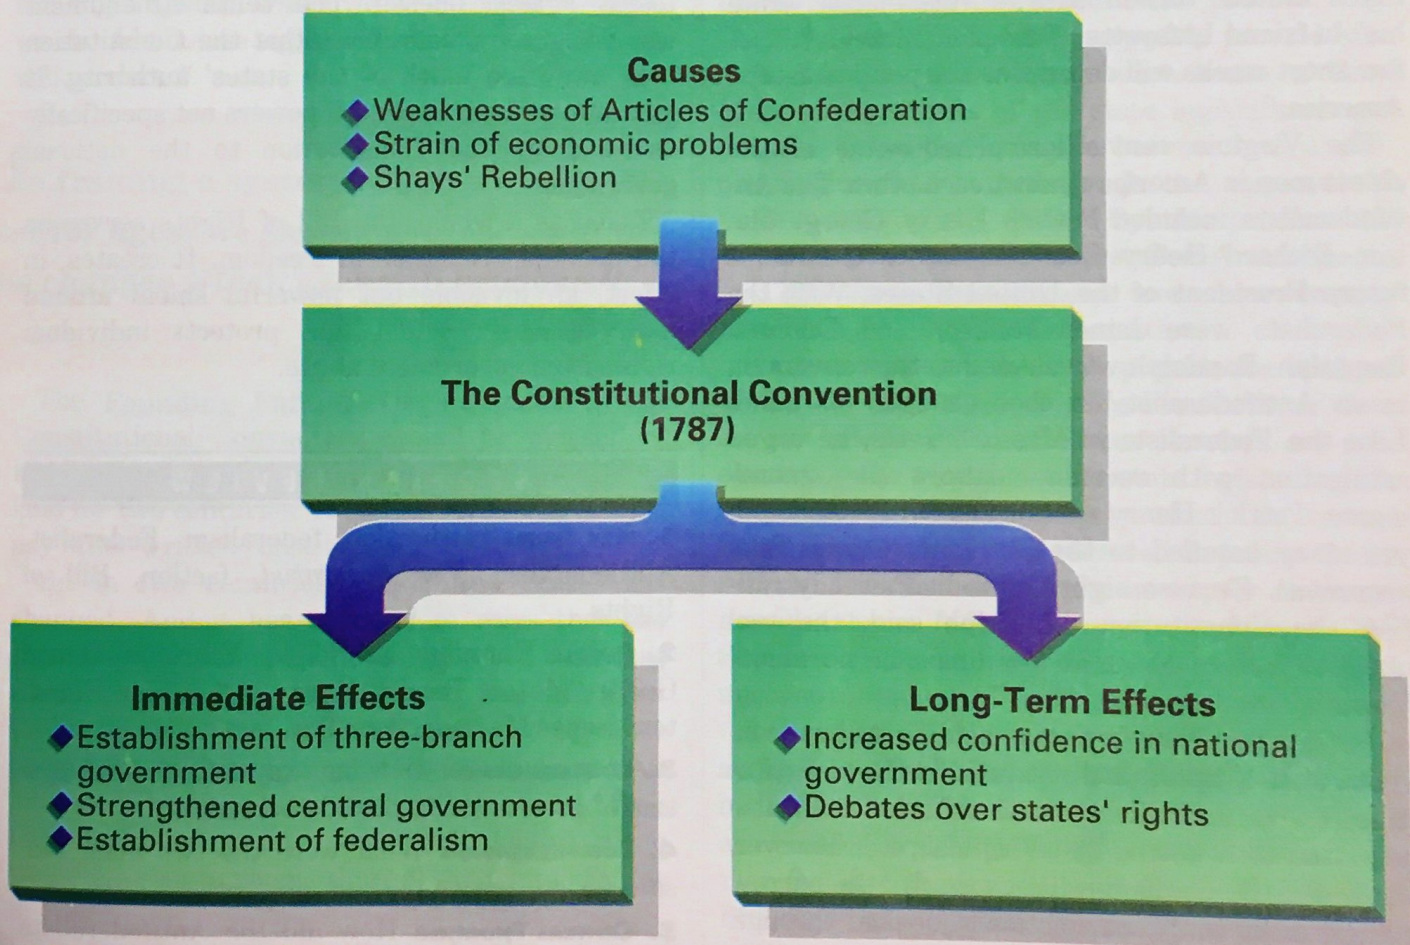 Causes
Weaknesses of Articles of Confederation
Strain of economic problems
Shays' Rebellion
The Constitutional Convention
(1787)
Immediate Effects
Establishment of three-branch
government
Strengthened central government
Establishment of federalism
Long-Term Effects
Increased confidence in national
government
Debates over states' rights